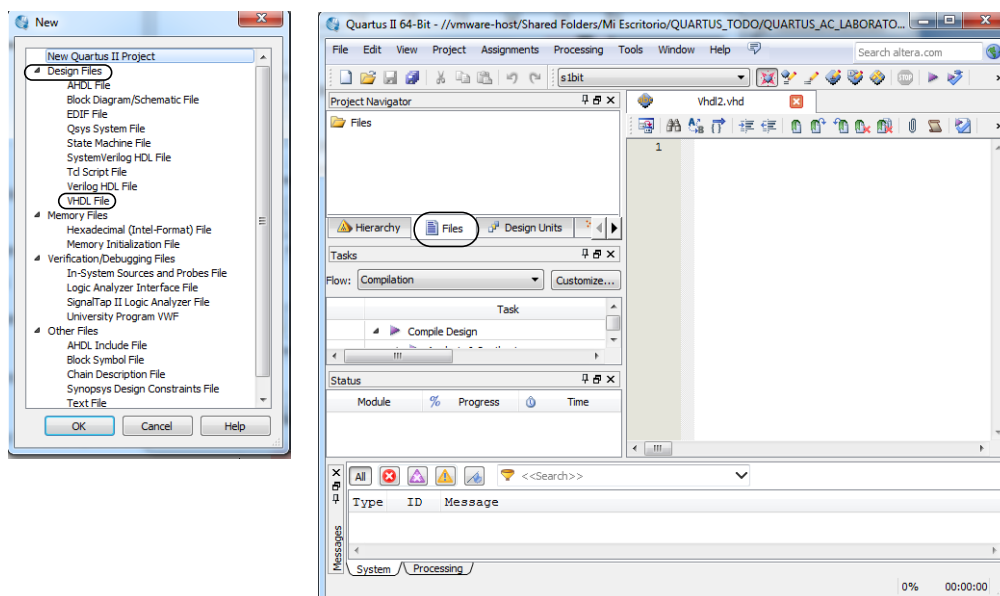 New
New Quartus II Project
Design Files
AHDL File
Block Diagram/Schematic File
EDIF File
Qsys System File
State Machine File
SystemVerilog HDL File
Tcl Script File
Verilog HDL File
VHDL File
Memory Files
Hexadecimal (Intel-Format) File
Memory Initialization File
Verification/Debugging Files
In-System Sources and Probes File
Logic Analyzer Interface File
SignalTap II Logic Analyzer File
University Program VWF
Other Files
AHDL Include File
Block Symbol File
Chain Description File
Synopsys Design Constraints File
Text File
OK Cancel Help
Quartus II 64-Bit - //vmware-host/Shared Folders/Mi Escritorio/QUARTUS_TODO/QUARTUS_AC_LABORATO...
File Edit View Project Assignments Processing Tools Window Help Search altera.com
s1bit STOP
Project Navigator
Files
Hierarchy Files Design Units
Tasks
Flow: Compilation Customize...
Task
Compile Design
Status
Module % Progress Time
Vhdl2.vhd
1
All <<Search>>
Type ID Message
Messages
System Processing
0% 00:00:00